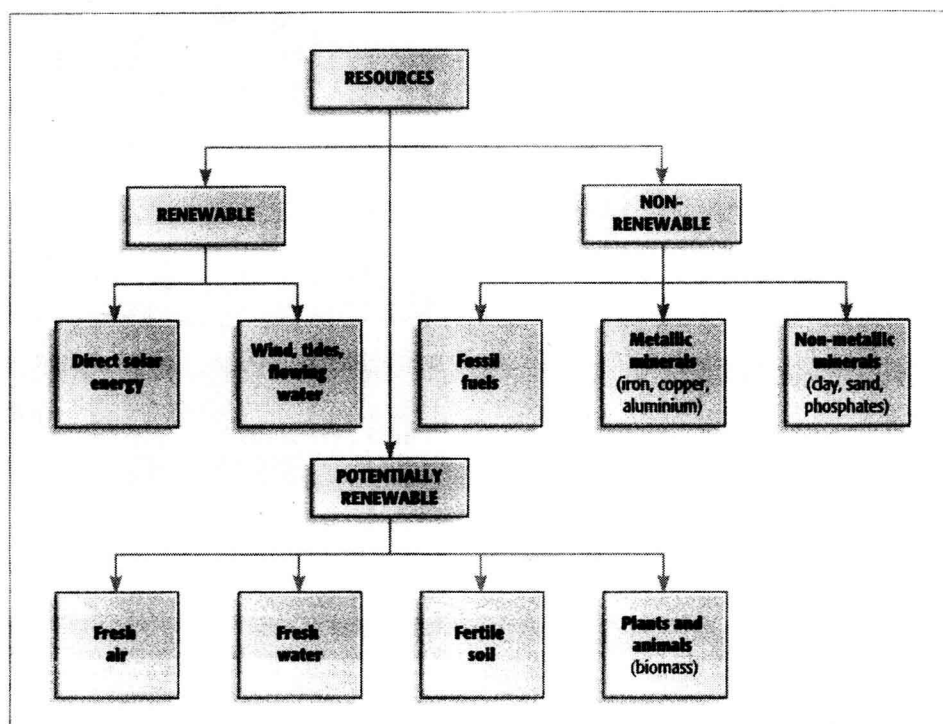 RESOURCES
RENEWABLE
NON-
RENEWABLE
Direct solar
energy
Wind, tides,
flowing
water
Fossil
fuels
Metallic
minerals
(iron, copper,
aluminium)
Non-metallic
minerals
(clay, sand,
phosphates)
POTENTIALLY
RENEWABLE
Fresh
air
Fresh
water
Fertile
soil
Plants and
animals
(biomass)